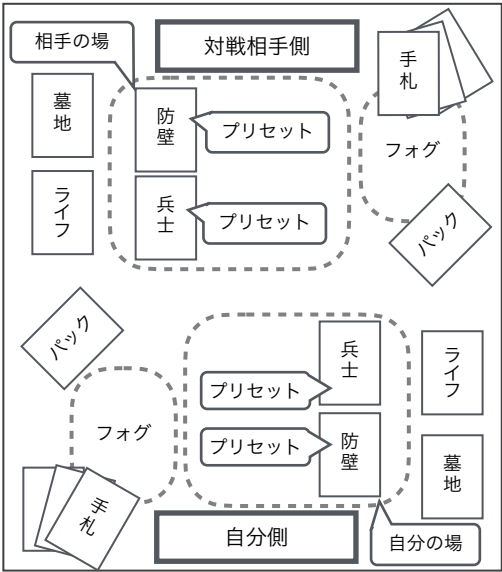 相手の場
対戦相手側
手札
墓地
防壁
プリセット
フォグ
ライフ
兵士
プリセット
パック
パック
兵士
ライフ
プリセット
フォグ
プリセット
防壁
墓地
手札
自分側
自分の場